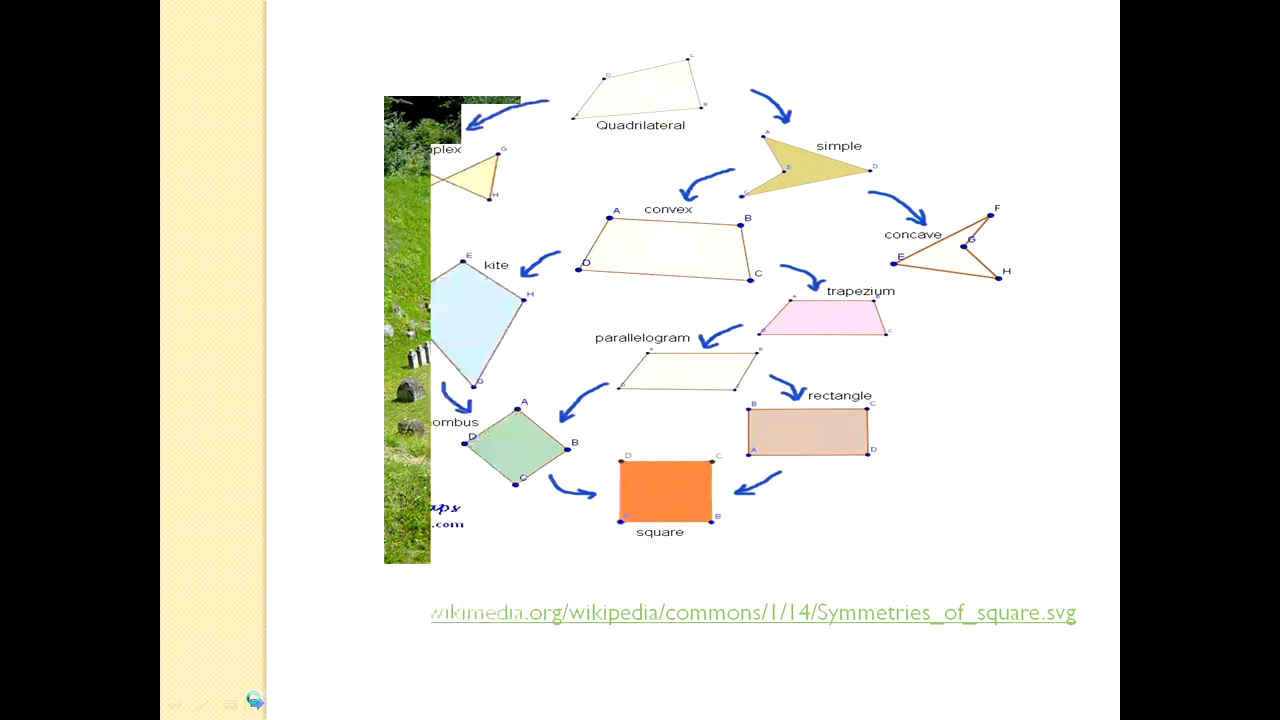 C
D
A
B
Quadrilateral
A
simple
B
D
C
plex
G
H
convex
A
B
D
C
F
concave
G
E
H
E
kite
H
G
trapezium
A
B
D
C
parallelogram
A
B
D
C
rectangle
B
C
A
D
ombus
A
D
B
C
D
C
B
square
aps
.com
wikimedia.org/wikipedia/commons/1/14/Symmetries_of_square.svg